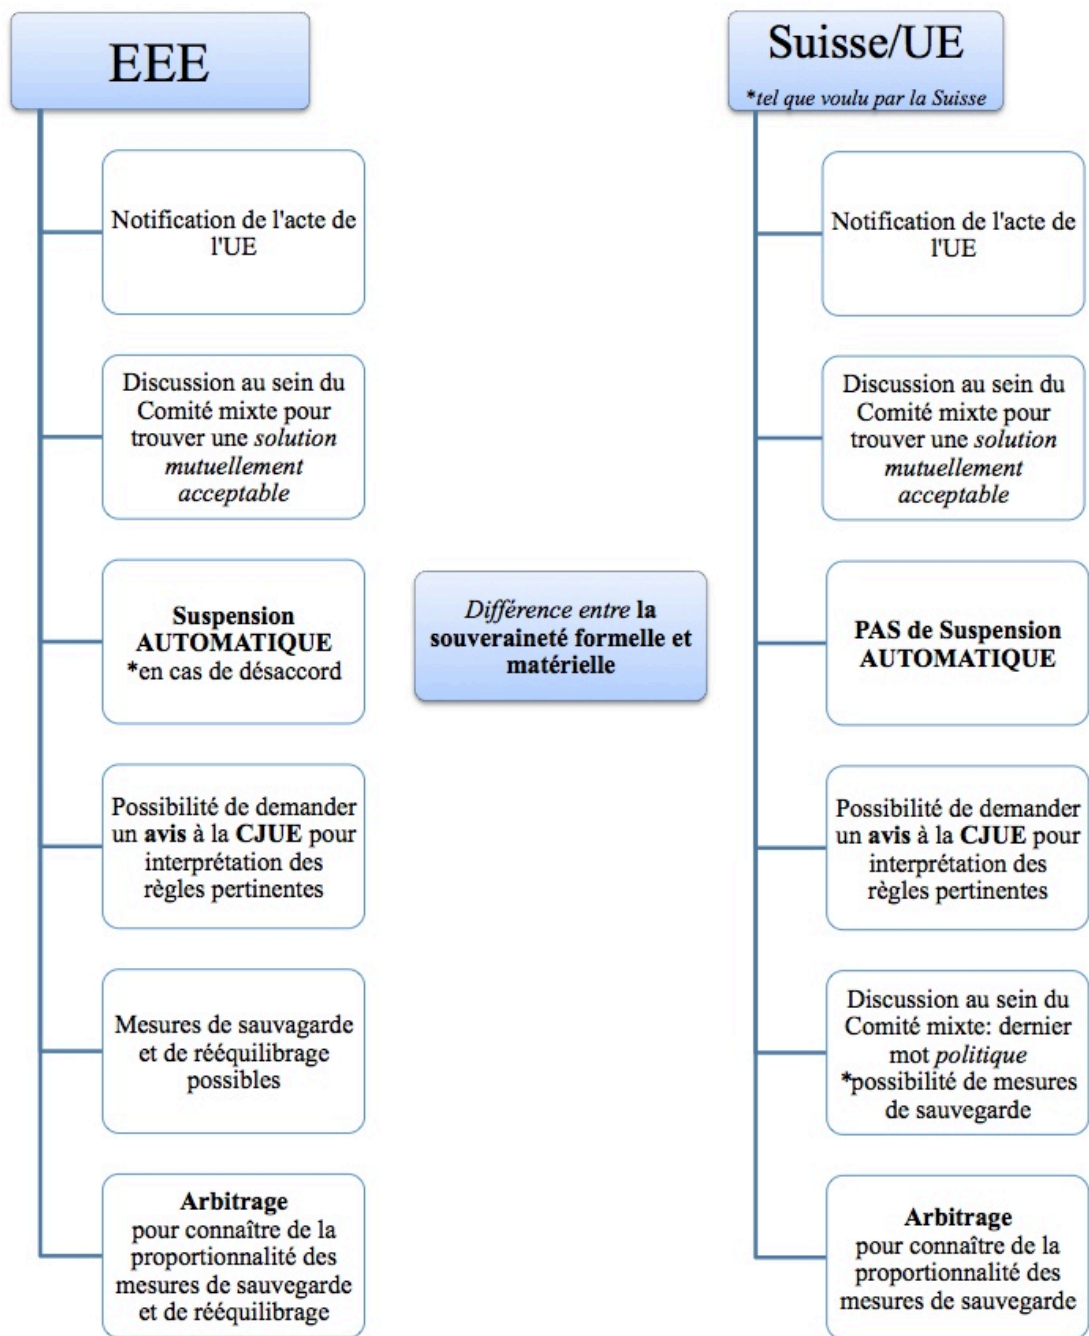 EEE
Notification de l'acte de
l'UE
Discussion au sein du
Comité mixte pour
trouver une solution
mutuellement
acceptable
Suspension
AUTOMATIQUE
*en cas de désaccord
Possibilité de demander
un avis à la CJUE pour
interprétation des
règles pertinentes
Mesures de sauvagarde
et de rééquilibrage
possibles
Arbitrage
pour connaître de la
proportionnalité des
mesures de sauvegarde
et de rééquilibrage
Différence entre la
souveraineté formelle et
matérielle
Suisse/UE
*tel que voulu par la Suisse
Notification de l'acte de
l'UE
Discussion au sein du
Comité mixte pour
trouver une solution
mutuellement
acceptable
PAS de Suspension
AUTOMATIQUE
Possibilité de demander
un avis à la CJUE pour
interprétation des
règles pertinentes
Discussion au sein du
Comité mixte: dernier
mot politique
*possibilité de mesures
de sauvegarde
Arbitrage
pour connaître de la
proportionnalité des
mesures de sauvegarde